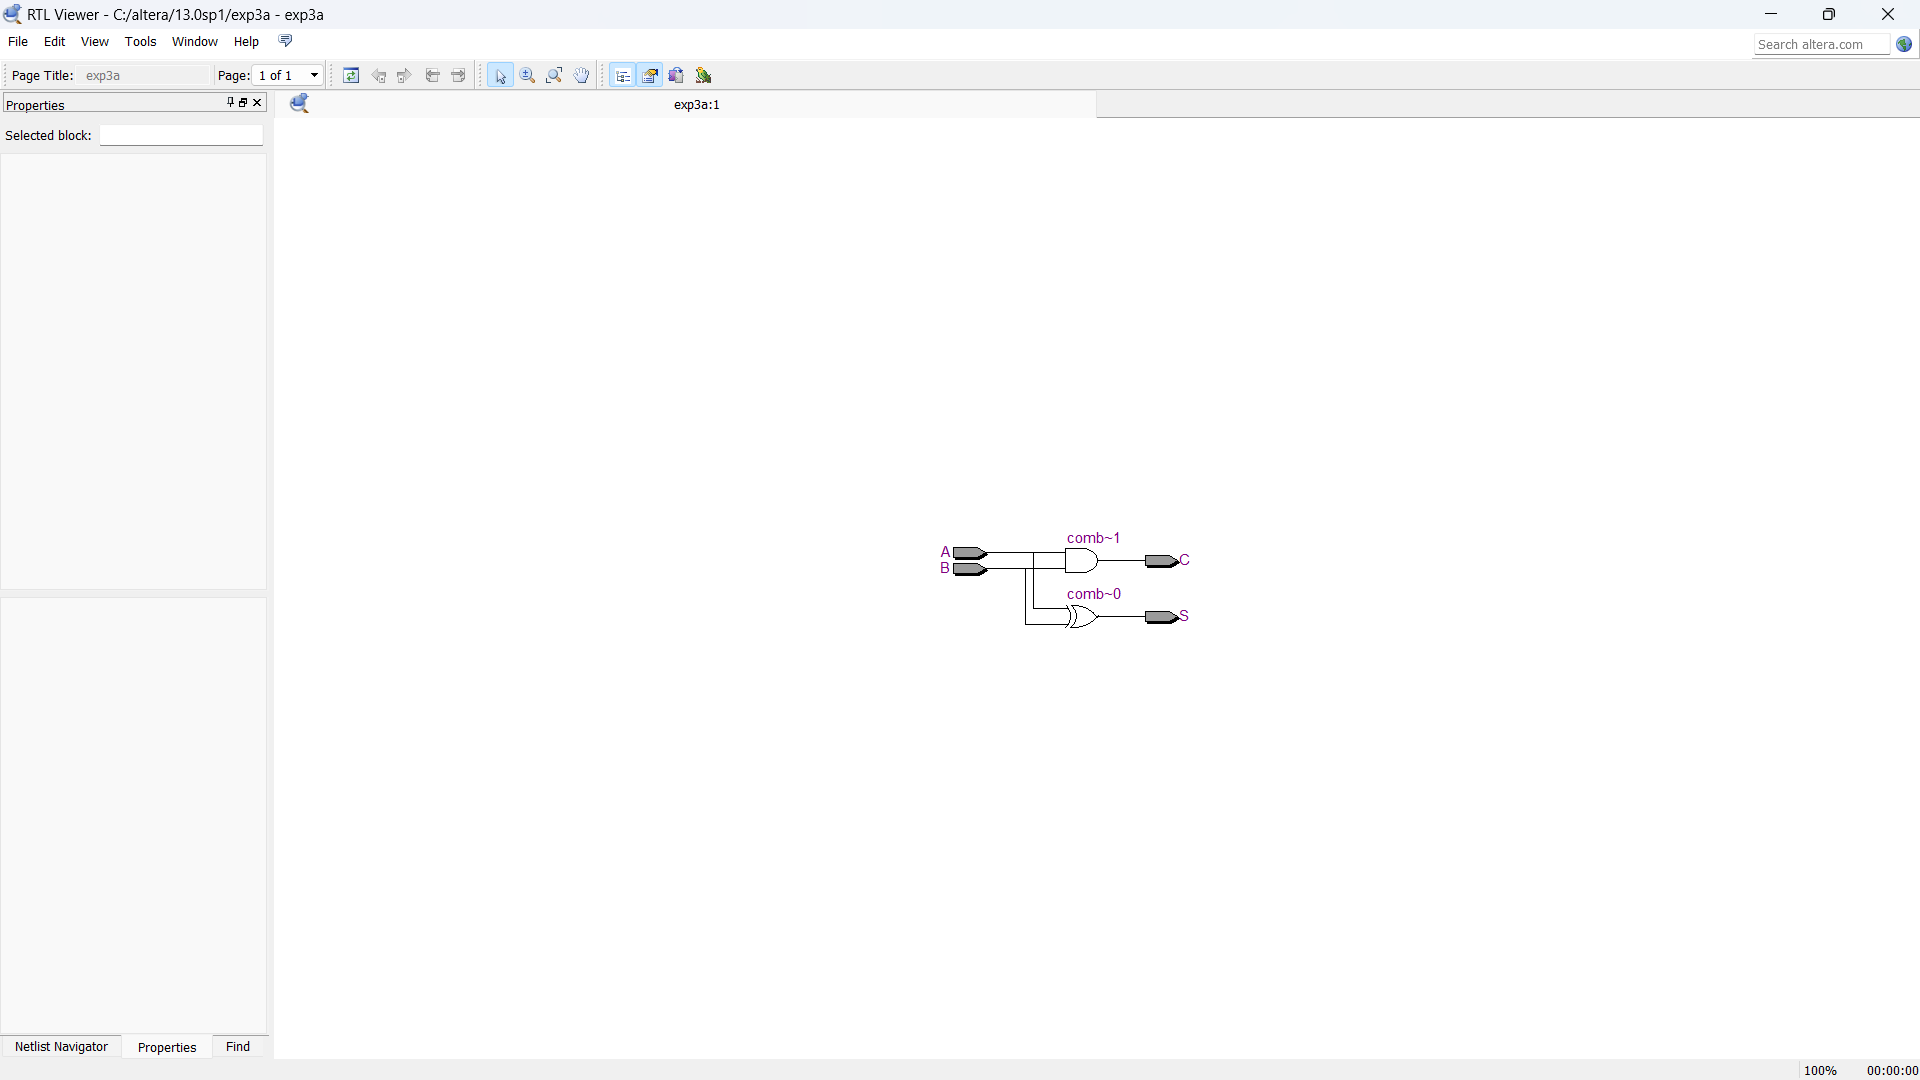 RTL Viewer - C:/altera/13.0sp1/exp3a - exp3a
File Edit View Tools Window Help
Search altera.com
Page Title: exp3a Page: 1 of 1
Properties
exp3a:1
Selected block:
comb~1
A
C
B
comb~0
S
Netlist Navigator Properties Find
100% 00:00:00